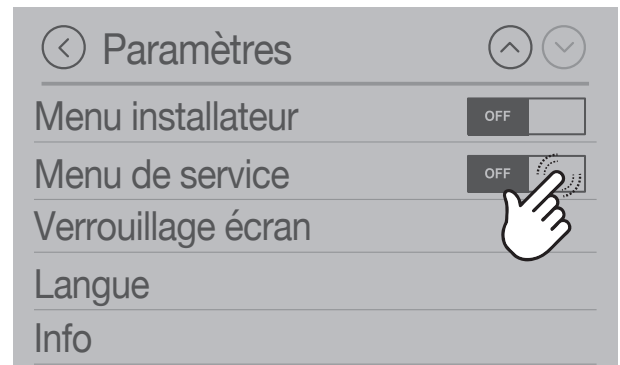 Paramètres
Menu installateur OFF
Menu de service OFF
Verrouillage écran
Langue
Info